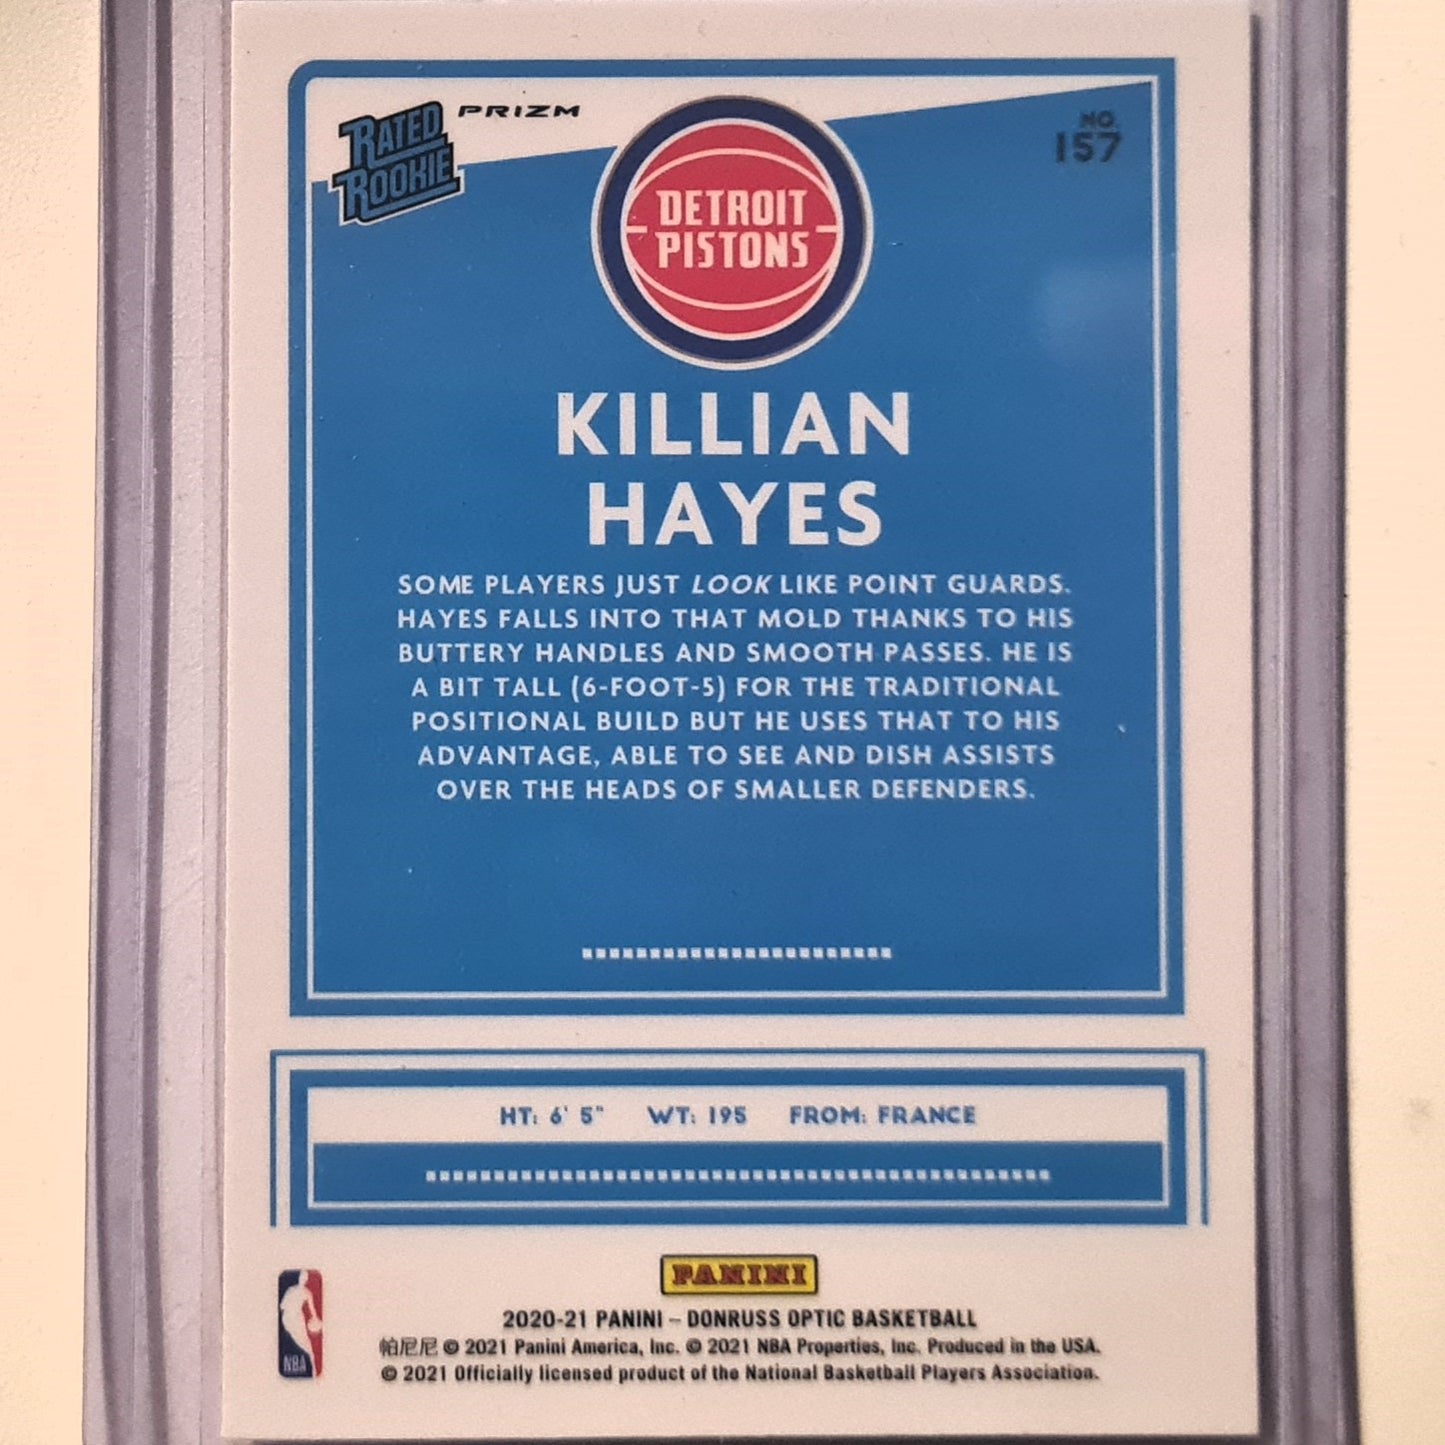 RATED
ROOKIE
PRIZM
NO.
157
DETROIT
PISTONS
KILLIAN
HAYES
SOME PLAYERS JUST LOOK LIKE POINT GUARDS.
HAYES FALLS INTO THAT MOLD THANKS TO HIS
BUTTERY HANDLES AND SMOOTH PASSES. HE IS
A BIT TALL (6-FOOT-5) FOR THE TRADITIONAL
POSITIONAL BUILD BUT HE USES THAT TO HIS
ADVANTAGE, ABLE TO SEE AND DISH ASSISTS
OVER THE HEADS OF SMALLER DEFENDERS.
HT: 6' 5" WT: 195 FROM: FRANCE
PANINI
2020-21 PANINI – DONRUSS OPTIC BASKETBALL
帕尼尼 © 2021 Panini America, Inc. © 2021 NBA Properties, Inc. Produced in the USA.
© 2021 Officially licensed product of the National Basketball Players Association.
NBA